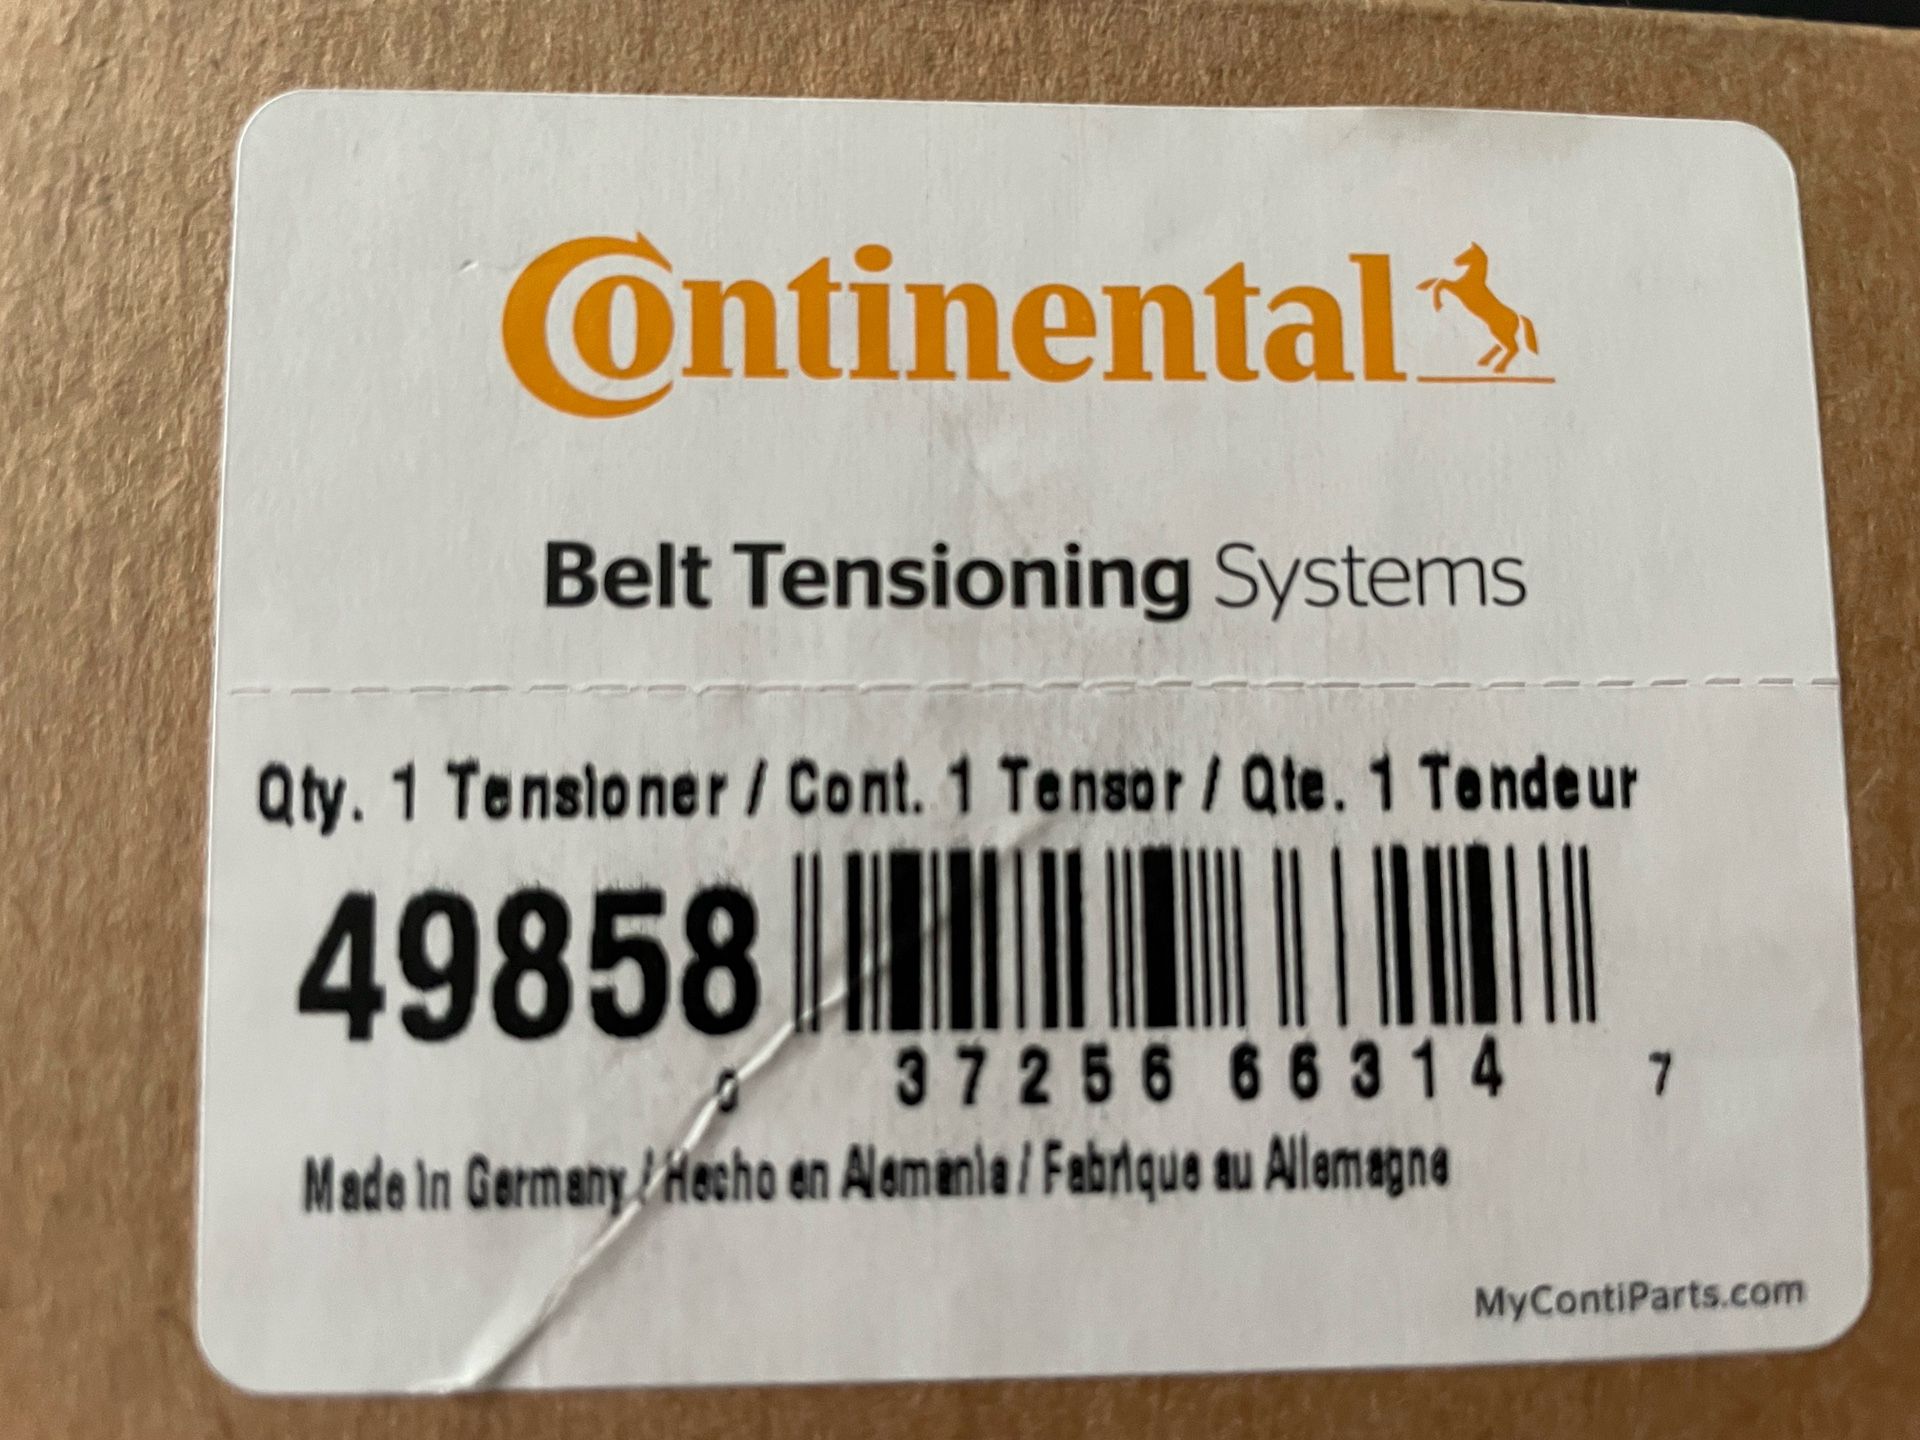 Continental
Belt Tensioning Systems
Qty. 1 Tensioner / Cont. 1 Tensor / Qte. 1 Tendeur
49858
0 37256 66314 7
Made in Germany / Hecho en Alemania / Fabrique au Allemagne
MyContiParts.com